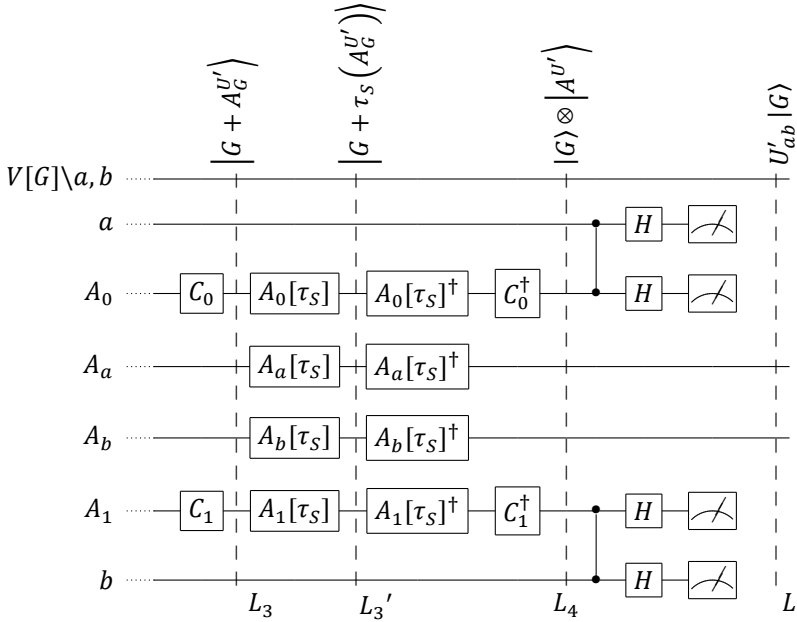 |G + A_G^{U'}⟩ |G + τ_S(A_G^{U'})⟩ |G⟩ ⊗ |A^{U'}⟩ U'_{ab}|G⟩
V[G]\a, b
a H
A_0 C_0 A_0[τ_S] A_0[τ_S]† C_0† H
A_a A_a[τ_S] A_a[τ_S]†
A_b A_b[τ_S] A_b[τ_S]†
A_1 C_1 A_1[τ_S] A_1[τ_S]† C_1† H
b H
L_3 L_3' L_4 L